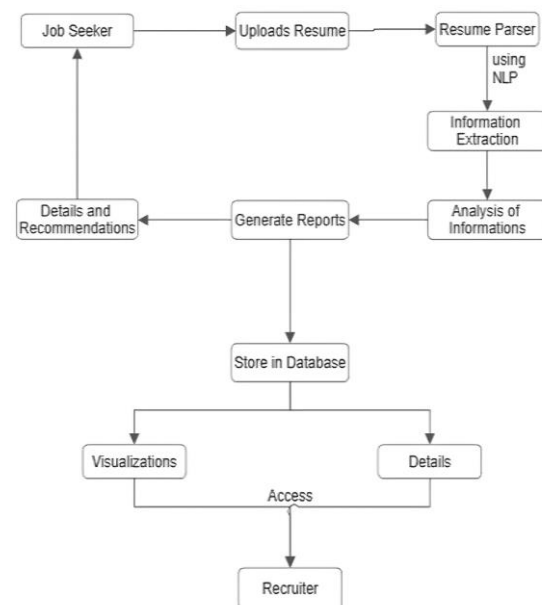 Job Seeker
Uploads Resume
Resume Parser
using
NLP
Information
Extraction
Details and
Recommendations
Generate Reports
Analysis of
Informations
Store in Database
Visualizations
Details
Access
Recruiter